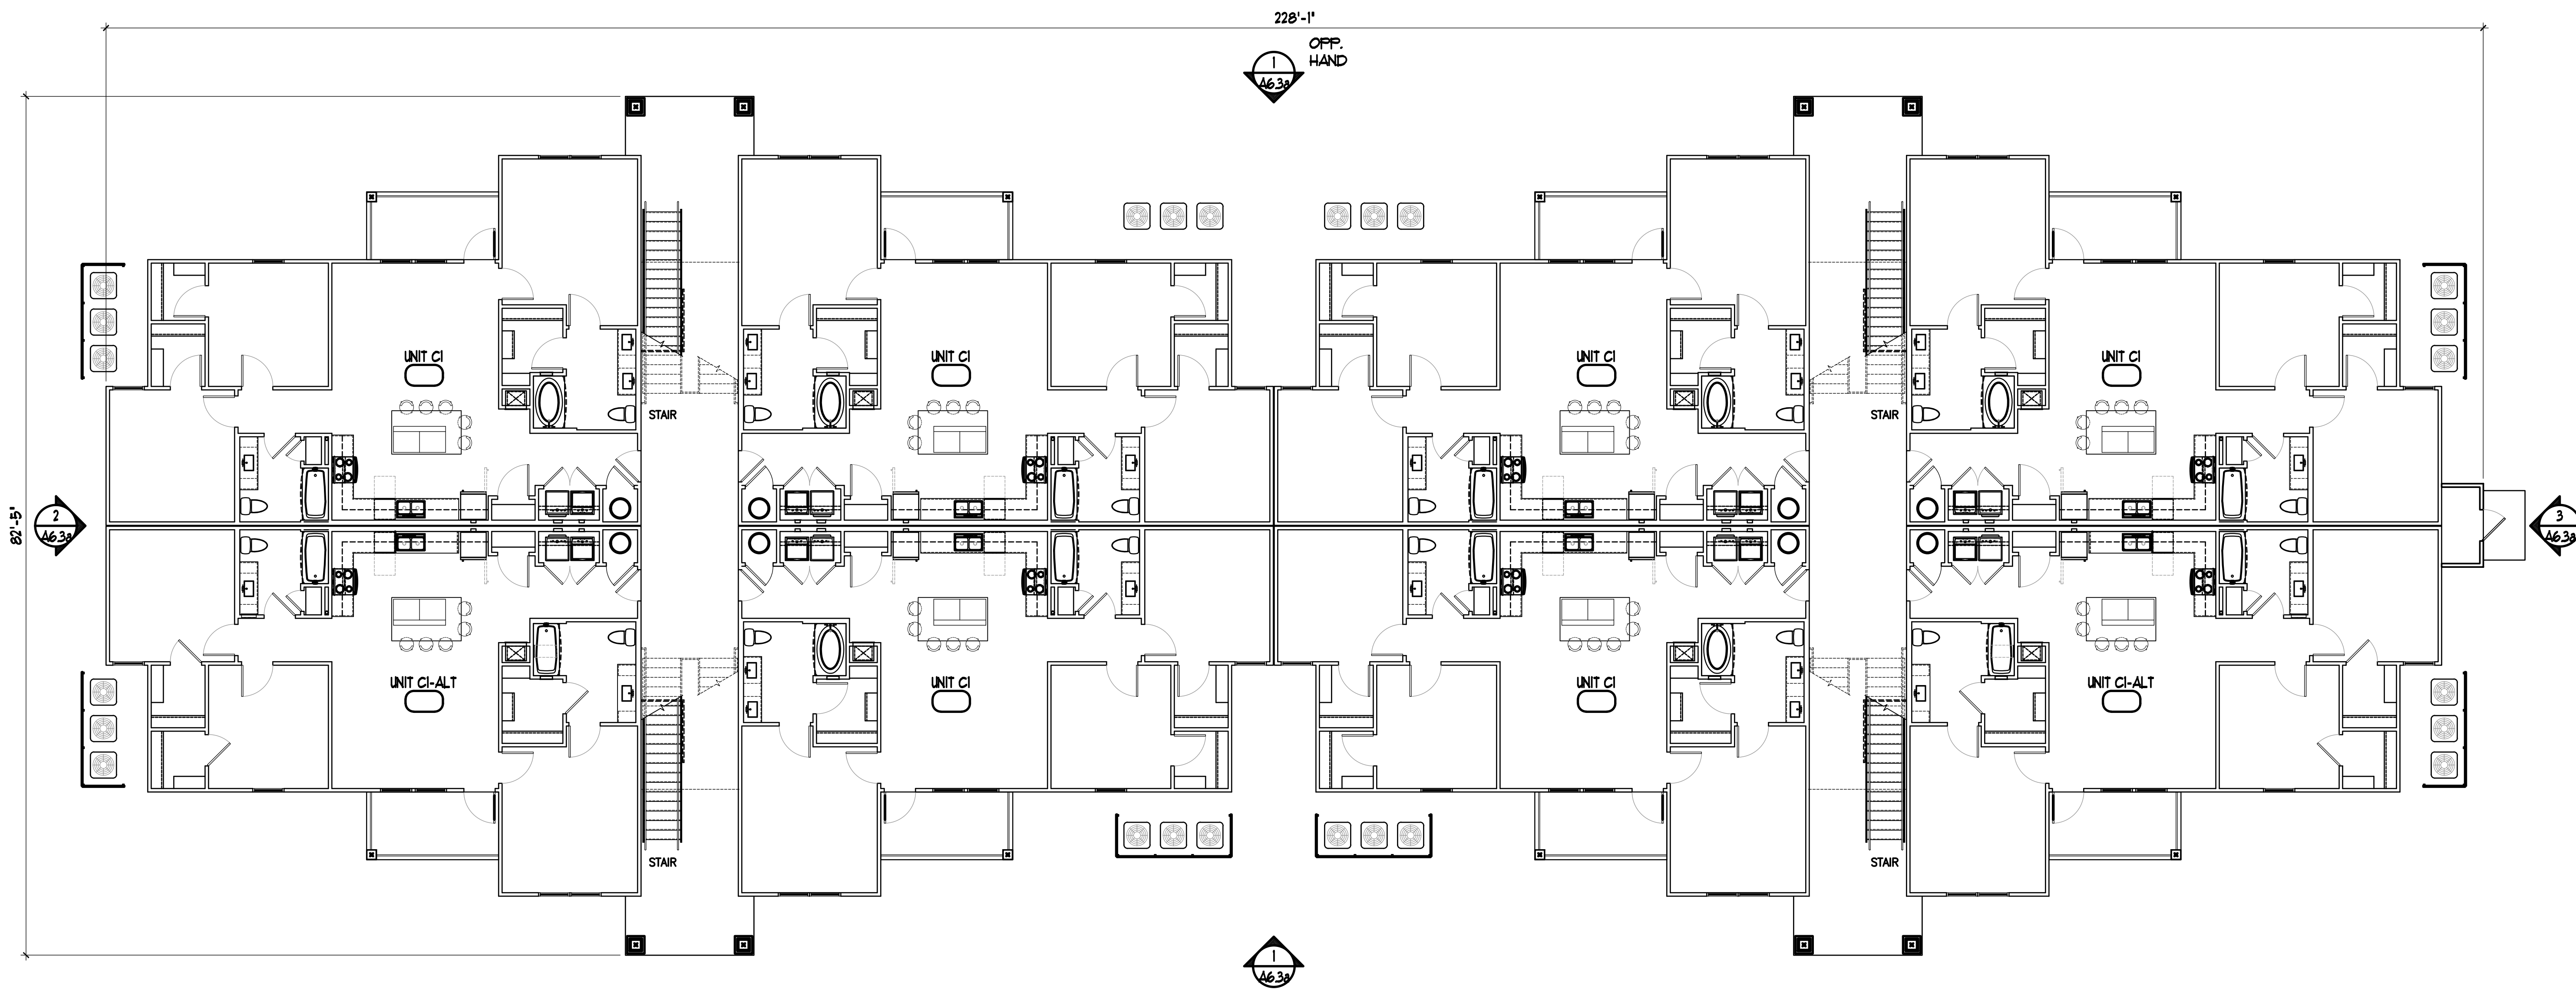 228'-1"
OPP.
HAND
1
A6.3a
UNIT C1
UNIT C1
UNIT C1
UNIT C1
STAIR
STAIR
82'-5"
2
A6.3a
3
A6.3a
UNIT C1-ALT
UNIT C1
UNIT C1
UNIT C1-ALT
STAIR
STAIR
1
A6.3a